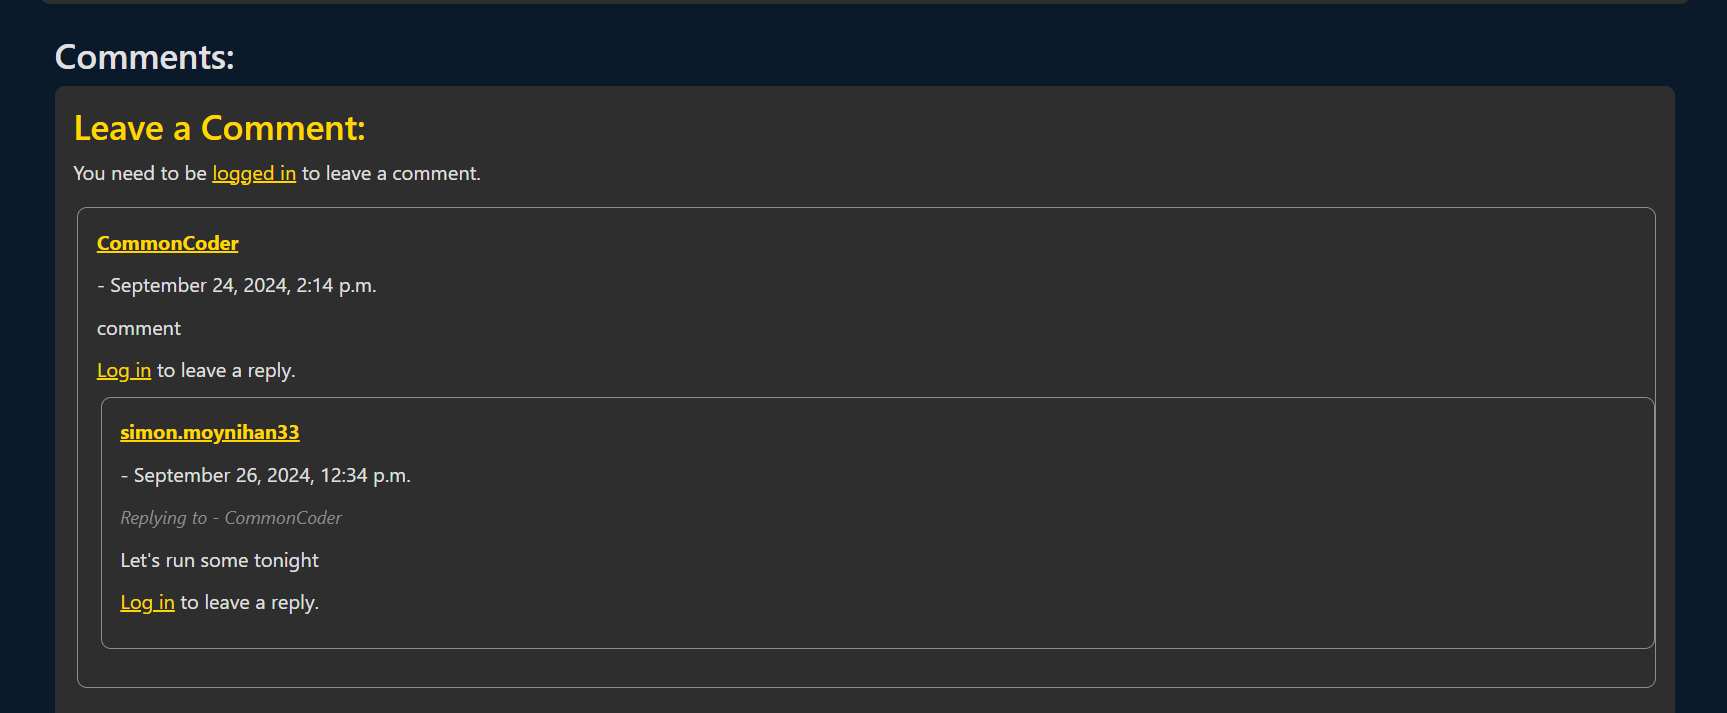 Comments:
Leave a Comment:
You need to be logged in to leave a comment.
CommonCoder
- September 24, 2024, 2:14 p.m.
comment
Log in to leave a reply.
simon.moynihan33
- September 26, 2024, 12:34 p.m.
Replying to - CommonCoder
Let's run some tonight
Log in to leave a reply.